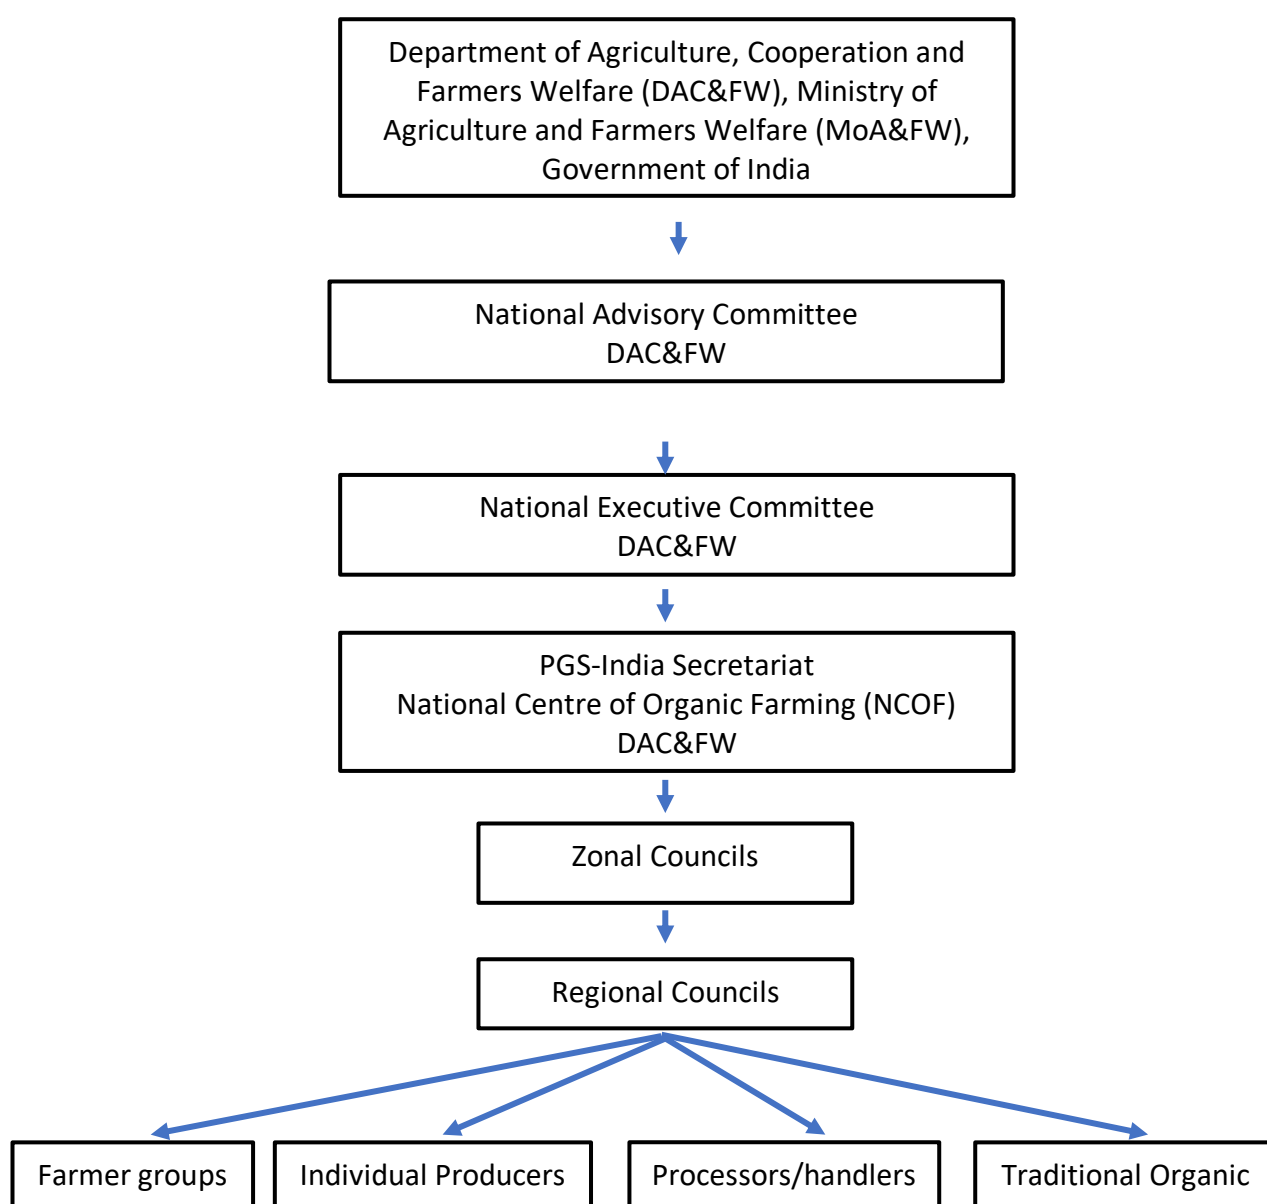 Department of Agriculture, Cooperation and
Farmers Welfare (DAC&FW), Ministry of
Agriculture and Farmers Welfare (MoA&FW),
Government of India
National Advisory Committee
DAC&FW
National Executive Committee
DAC&FW
PGS-India Secretariat
National Centre of Organic Farming (NCOF)
DAC&FW
Zonal Councils
Regional Councils
Farmer groups
Individual Producers
Processors/handlers
Traditional Organic